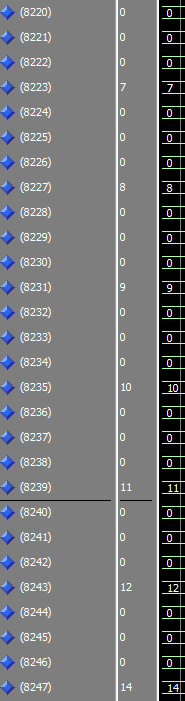 (8220) 0 0
(8221) 0 0
(8222) 0 0
(8223) 7 7
(8224) 0 0
(8225) 0 0
(8226) 0 0
(8227) 8 8
(8228) 0 0
(8229) 0 0
(8230) 0 0
(8231) 9 9
(8232) 0 0
(8233) 0 0
(8234) 0 0
(8235) 10 10
(8236) 0 0
(8237) 0 0
(8238) 0 0
(8239) 11 11
(8240) 0 0
(8241) 0 0
(8242) 0 0
(8243) 12 12
(8244) 0 0
(8245) 0 0
(8246) 0 0
(8247) 14 14